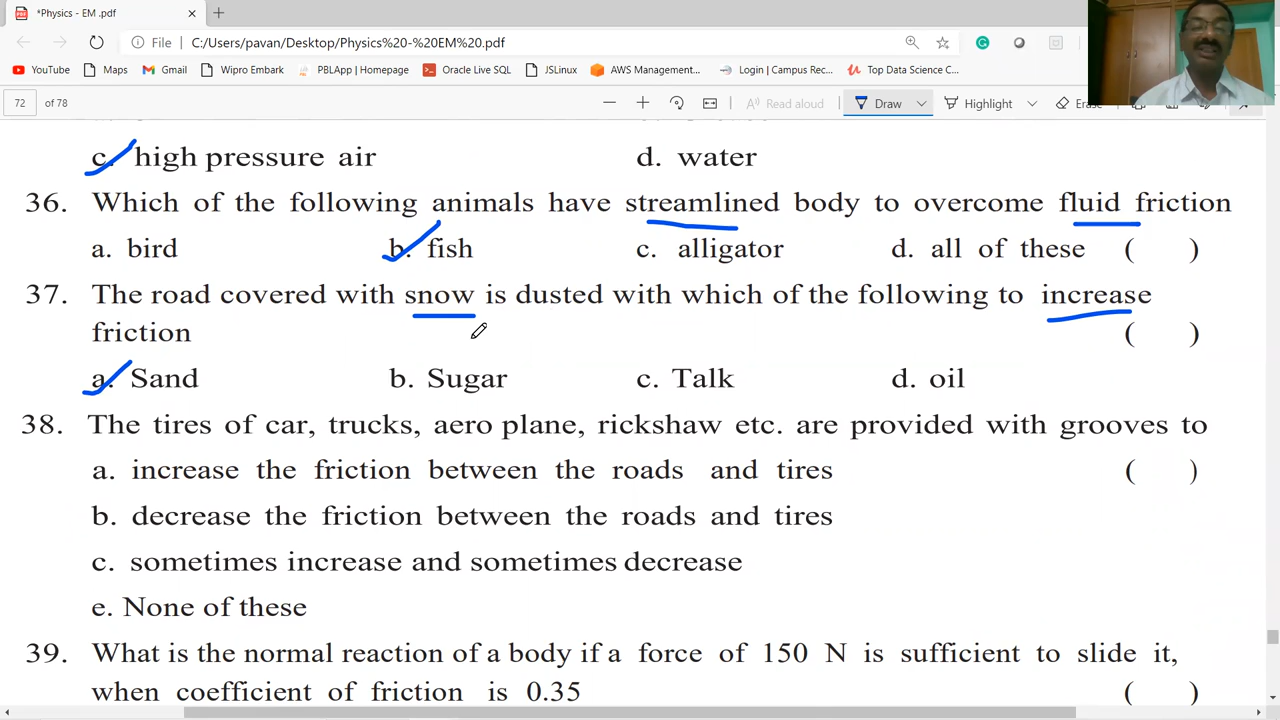 *Physics - EM .pdf
File C:/Users/pavan/Desktop/Physics%20-%20EM%20.pdf
YouTube Maps Gmail Wipro Embark PBLApp | Homepage Oracle Live SQL JSLinux AWS Management... Login | Campus Rec... Top Data Science C...
72 of 78 Read aloud Draw Highlight Erase
c. high pressure air d. water
36. Which of the following animals have streamlined body to overcome fluid friction
a. bird b. fish c. alligator d. all of these ( )
37. The road covered with snow is dusted with which of the following to increase
friction ( )
a. Sand b. Sugar c. Talk d. oil
38. The tires of car, trucks, aero plane, rickshaw etc. are provided with grooves to
a. increase the friction between the roads and tires ( )
b. decrease the friction between the roads and tires
c. sometimes increase and sometimes decrease
e. None of these
39. What is the normal reaction of a body if a force of 150 N is sufficient to slide it,
when coefficient of friction is 0.35 ( )